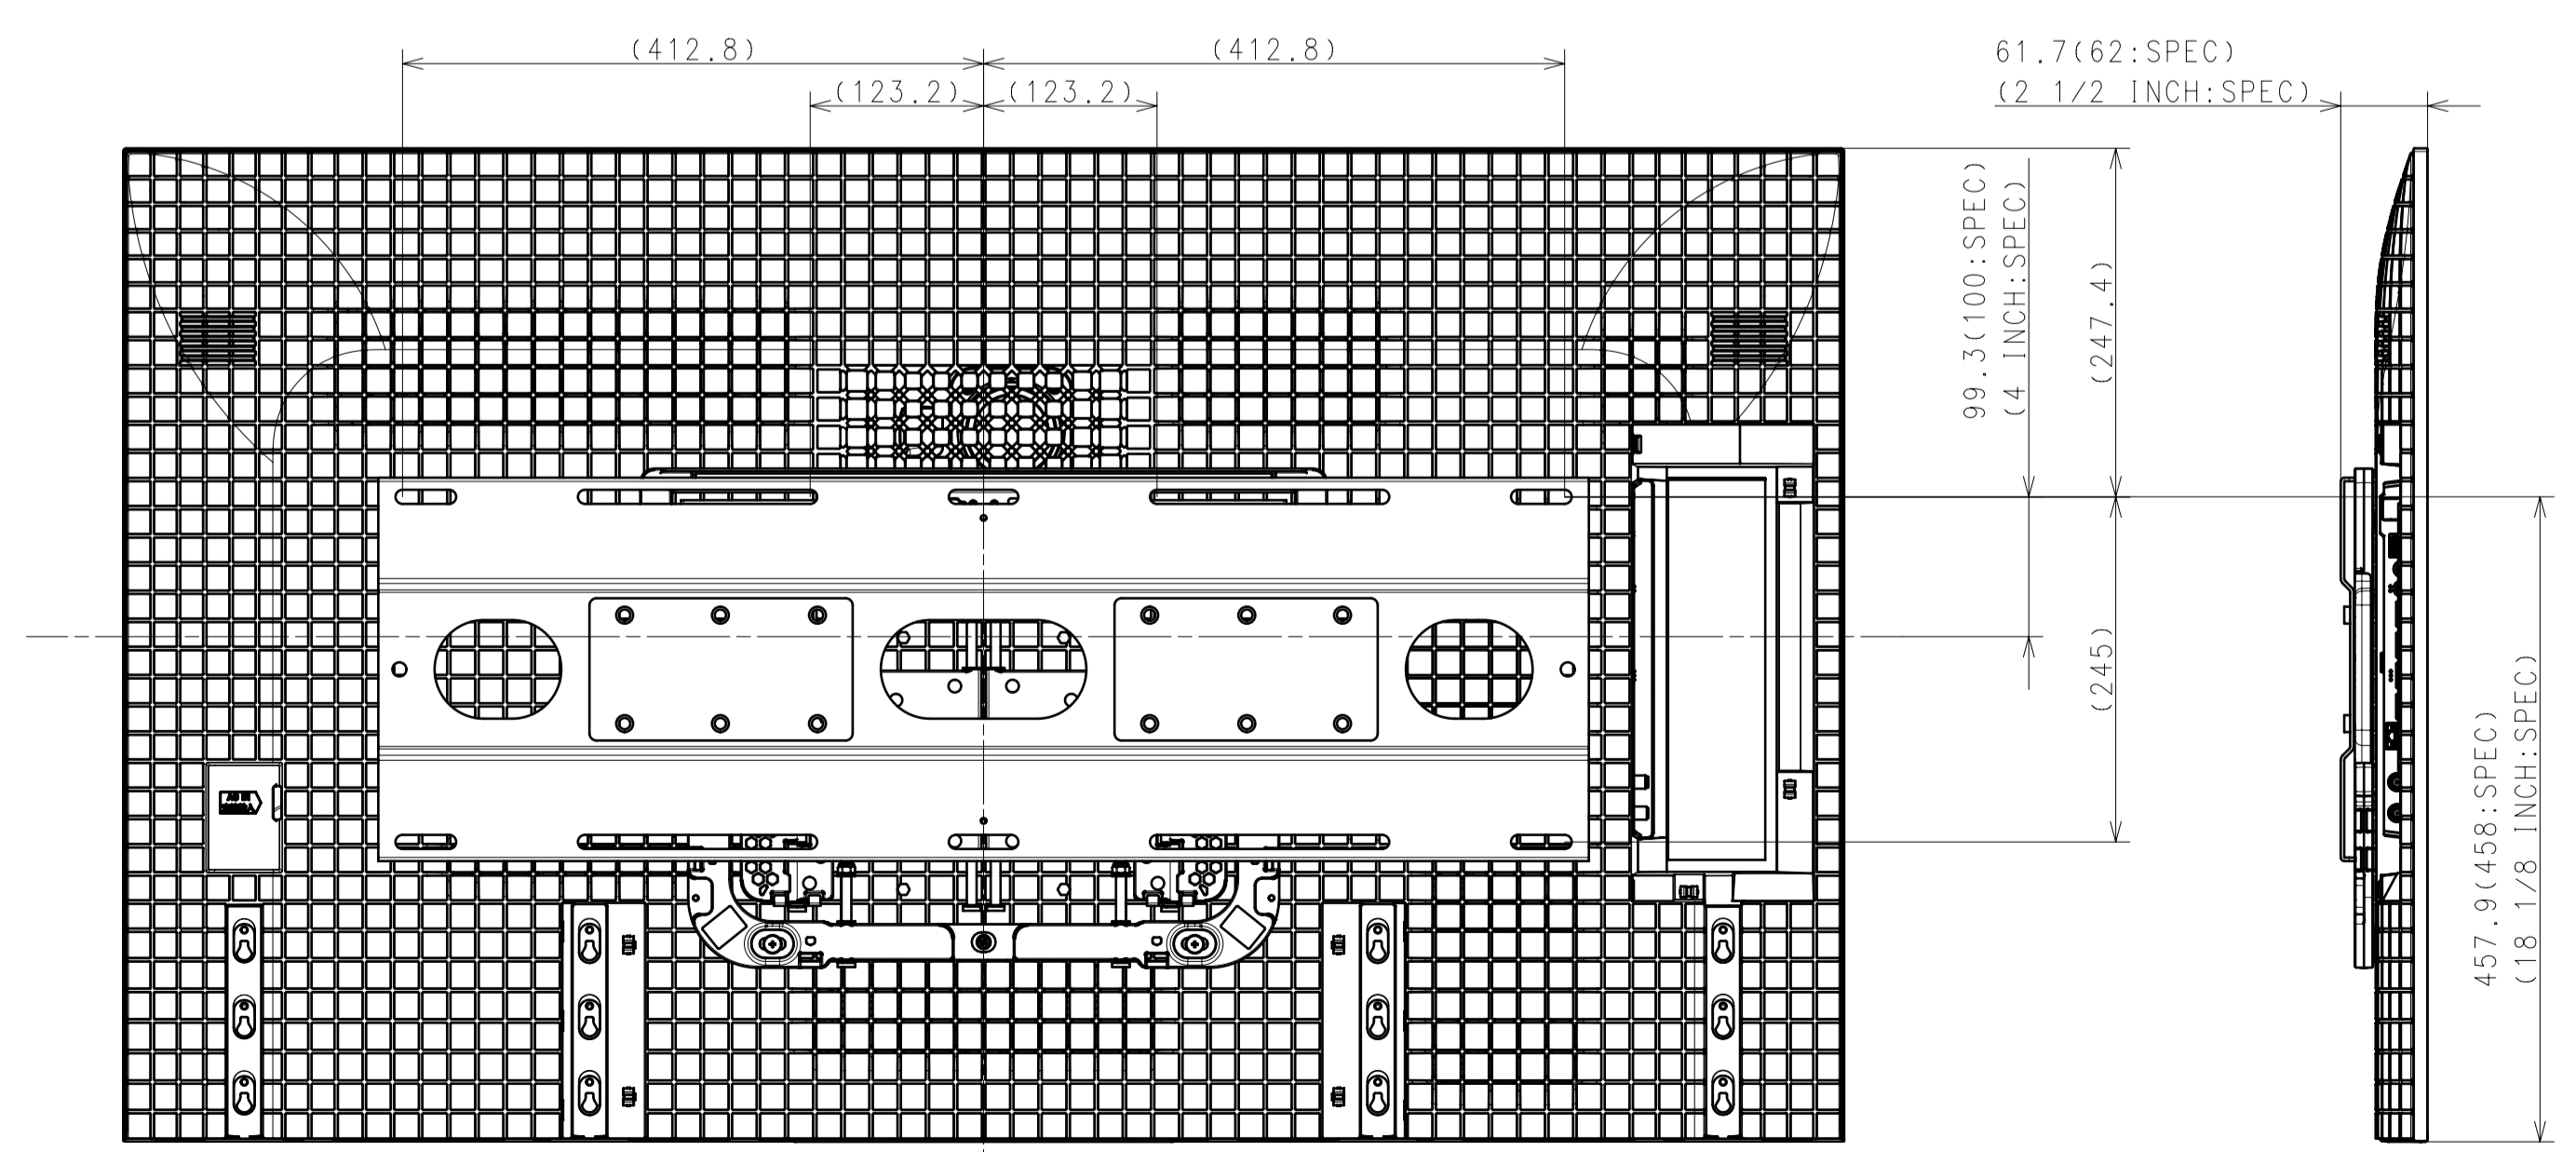 (412.8)
(412.8)
61.7(62:SPEC)
(2 1/2 INCH:SPEC)
(123.2)
(123.2)
99.3(100:SPEC)
(4 INCH:SPEC)
(247.4)
(245)
457.9(458:SPEC)
(18 1/8 INCH:SPEC)